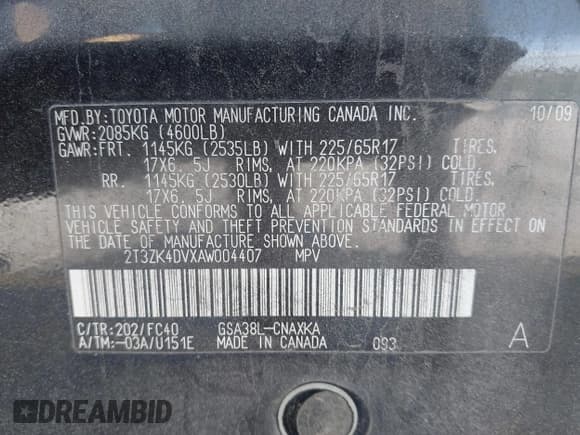 MFD.BY:TOYOTA MOTOR MANUFACTURING CANADA INC. 10/09
GVWR:2085KG (4600LB)
GAWR:FRT. 1145KG (2535LB) WITH 225/65R17 TIRES,
17X6.5J RIMS, AT 220KPA (32PSI) COLD.
RR. 1145KG (2530LB) WITH 225/65R17 TIRES,
17X6.5J RIMS, AT 220KPA (32PSI) COLD.
THIS VEHICLE CONFORMS TO ALL APPLICABLE FEDERAL MOTOR
VEHICLE SAFETY AND THEFT PREVENTION STANDARDS IN EFFECT ON
THE DATE OF MANUFACTURE SHOWN ABOVE.
2T3ZK4DVXAW004407 MPV
C/TR:202/FC40 GSA38L-CNAXKA
A/TM:-03A/U151E MADE IN CANADA 093 A
DREAMBID